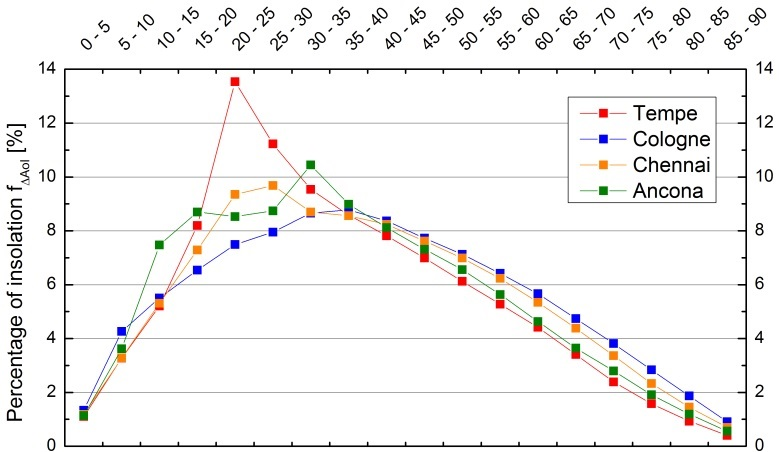 0 - 5 5 - 10 10 - 15 15 - 20 20 - 25 25 - 30 30 - 35 35 - 40 40 - 45 45 - 50 50 - 55 55 - 60 60 - 65 65 - 70 70 - 75 75 - 80 80 - 85 85 - 90
Percentage of insolation fΔAoI [%]
14 14
12 12
10 10
8 8
6 6
4 4
2 2
0 0
Tempe
Cologne
Chennai
Ancona